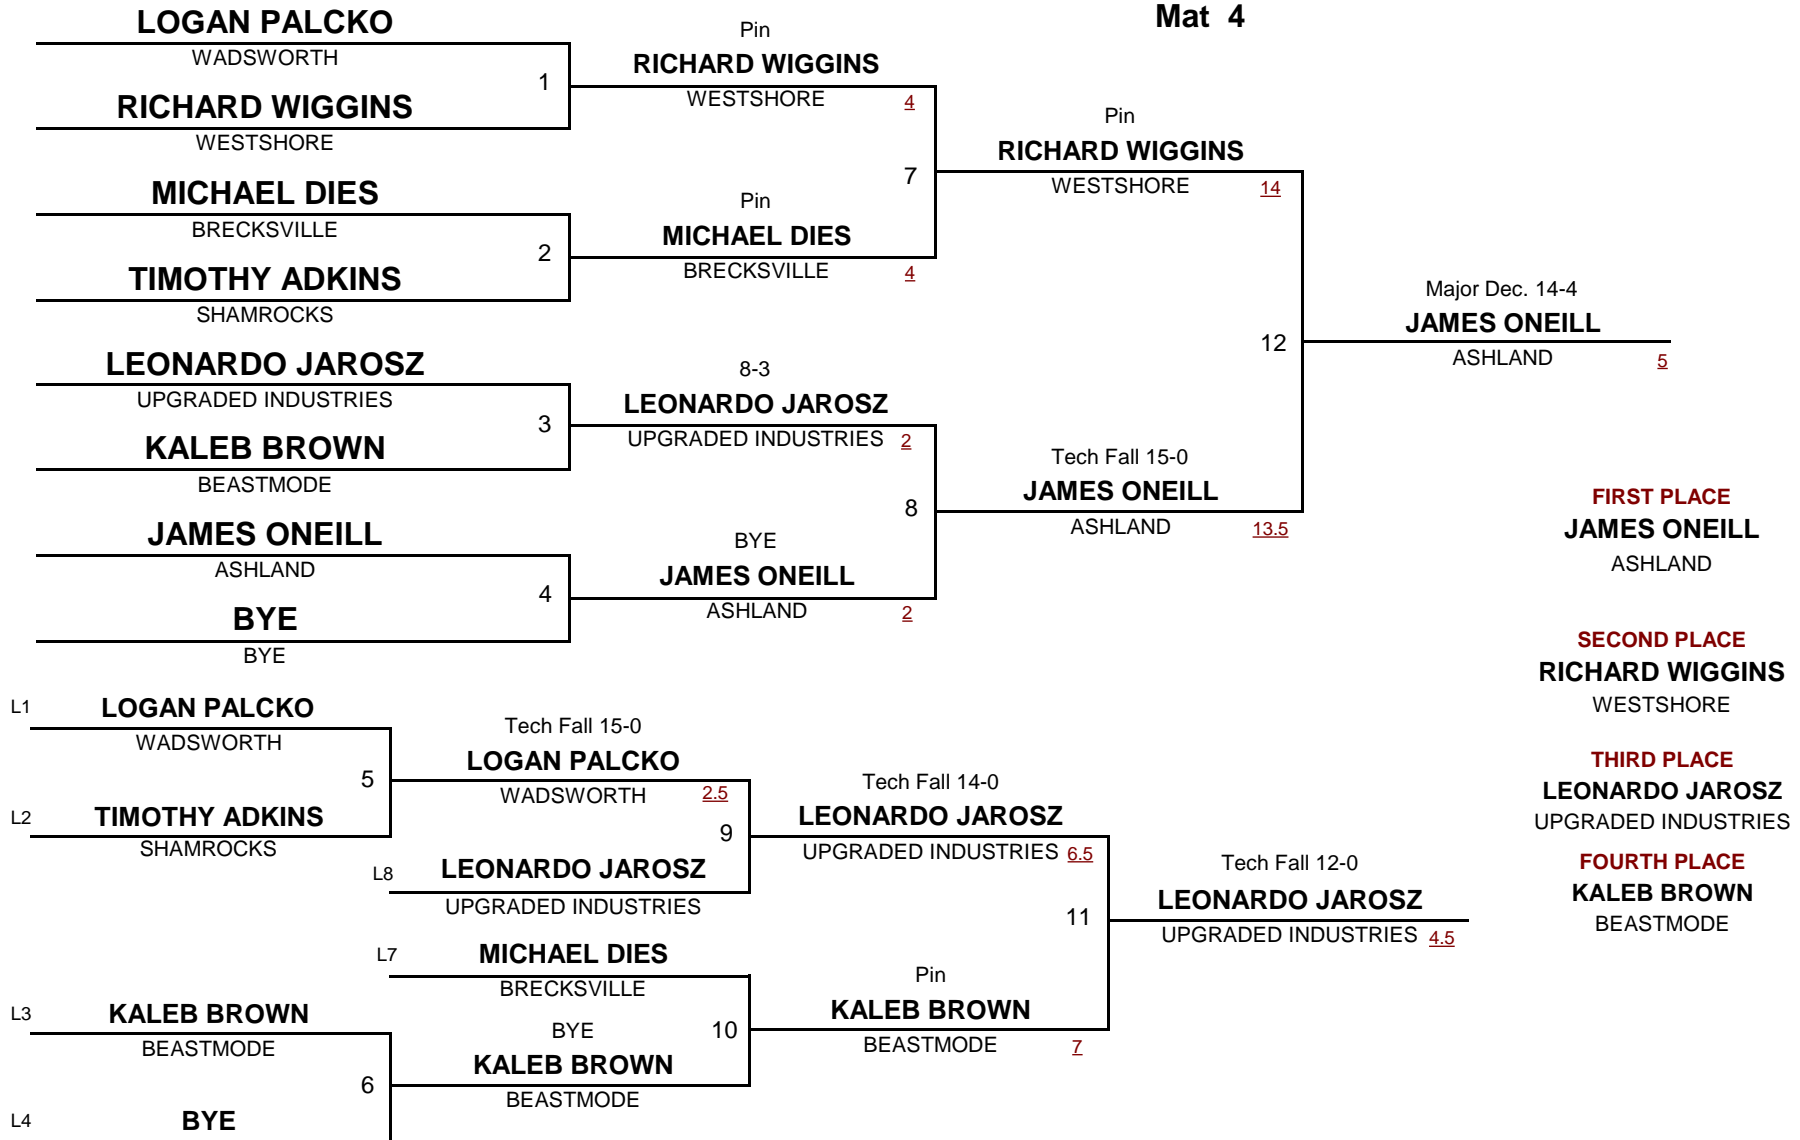 Mat 4
LOGAN PALCKO
WADSWORTH
1
RICHARD WIGGINS
WESTSHORE
MICHAEL DIES
BRECKSVILLE
2
TIMOTHY ADKINS
SHAMROCKS
LEONARDO JAROSZ
UPGRADED INDUSTRIES
3
KALEB BROWN
BEASTMODE
JAMES ONEILL
ASHLAND
4
BYE
BYE
Pin
RICHARD WIGGINS
WESTSHORE 4
7
Pin
MICHAEL DIES
BRECKSVILLE 4
8-3
LEONARDO JAROSZ
UPGRADED INDUSTRIES 2
8
BYE
JAMES ONEILL
ASHLAND 2
Pin
RICHARD WIGGINS
WESTSHORE 14
12
Tech Fall 15-0
JAMES ONEILL
ASHLAND 13.5
Major Dec. 14-4
JAMES ONEILL
ASHLAND 5
FIRST PLACE
JAMES ONEILL
ASHLAND
SECOND PLACE
RICHARD WIGGINS
WESTSHORE
THIRD PLACE
LEONARDO JAROSZ
UPGRADED INDUSTRIES
FOURTH PLACE
KALEB BROWN
BEASTMODE
L1 LOGAN PALCKO
WADSWORTH
5
L2 TIMOTHY ADKINS
SHAMROCKS
L3 KALEB BROWN
BEASTMODE
6
L4 BYE
Tech Fall 15-0
LOGAN PALCKO
WADSWORTH 2.5
9
L8 LEONARDO JAROSZ
UPGRADED INDUSTRIES
L7 MICHAEL DIES
BRECKSVILLE
BYE 10
KALEB BROWN
BEASTMODE
Tech Fall 14-0
LEONARDO JAROSZ
UPGRADED INDUSTRIES 6.5
11
Pin
KALEB BROWN
BEASTMODE 7
Tech Fall 12-0
LEONARDO JAROSZ
UPGRADED INDUSTRIES 4.5